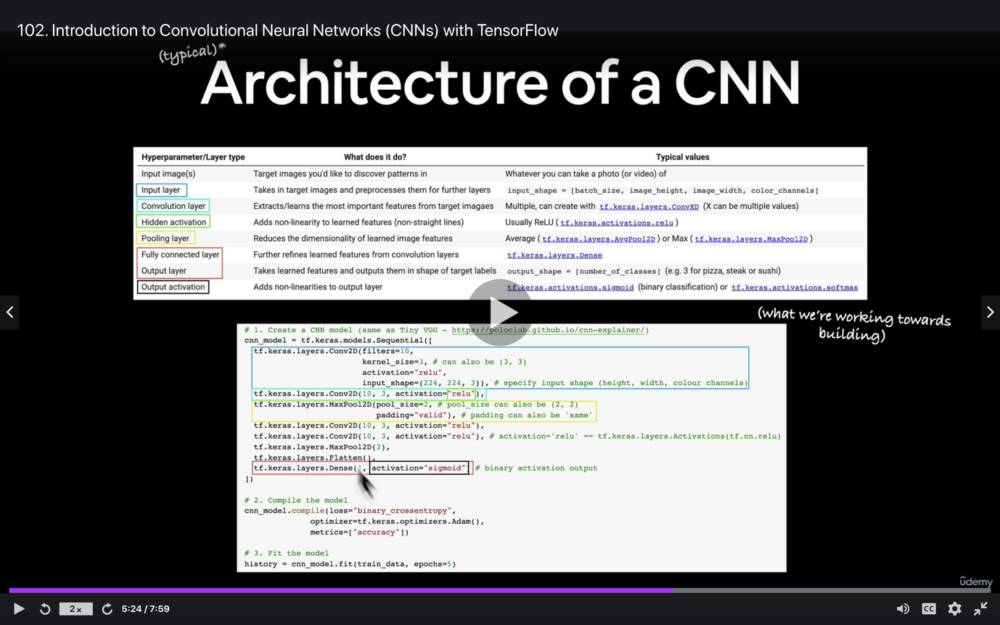 102. Introduction to Convolutional Neural Networks (CNNs) with TensorFlow
(typical)*
Architecture of a CNN
Hyperparameter/Layer type What does it do? Typical values
Input image(s) Target images you'd like to discover patterns in Whatever you can take a photo (or video) of
Input layer Takes in target images and preprocesses them for further layers input_shape = [batch_size, image_height, image_width, color_channels]
Convolution layer Extracts/learns the most important features from target imagaes Multiple, can create with tf.keras.layers.ConvXD (X can be multiple values)
Hidden activation Adds non-linearity to learned features (non-straight lines) Usually ReLU (tf.keras.activations.relu)
Pooling layer Reduces the dimensionality of learned image features Average (tf.keras.layers.AvgPool2D) or Max (tf.keras.layers.MaxPool2D)
Fully connected layer Further refines learned features from convolution layers tf.keras.layers.Dense
Output layer Takes learned features and outputs them in shape of target labels output_shape = [number_of_classes] (e.g. 3 for pizza, steak or sushi)
Output activation Adds non-linearities to output layer tf.keras.activations.sigmoid (binary classification) or tf.keras.activations.softmax
(what we're working towards
building)
# 1. Create a CNN model (same as Tiny VGG - https://poloclub.github.io/cnn-explainer/)
cnn_model = tf.keras.models.Sequential([
tf.keras.layers.Conv2D(filters=10,
kernel_size=3, # can also be (3, 3)
activation="relu",
input_shape=(224, 224, 3)), # specify input shape (height, width, colour channels)
tf.keras.layers.Conv2D(10, 3, activation="relu"),
tf.keras.layers.MaxPool2D(pool_size=2, # pool_size can also be (2, 2)
padding="valid"), # padding can also be 'same'
tf.keras.layers.Conv2D(10, 3, activation="relu"),
tf.keras.layers.Conv2D(10, 3, activation="relu"), # activation='relu' == tf.keras.layers.Activations(tf.nn.relu)
tf.keras.layers.MaxPool2D(2),
tf.keras.layers.Flatten(),
tf.keras.layers.Dense(1, activation="sigmoid") # binary activation output
])
# 2. Compile the model
cnn_model.compile(loss="binary_crossentropy",
optimizer=tf.keras.optimizers.Adam(),
metrics=["accuracy"])
# 3. Fit the model
history = cnn_model.fit(train_data, epochs=5)
udemy
2x 5:24 / 7:59 CC